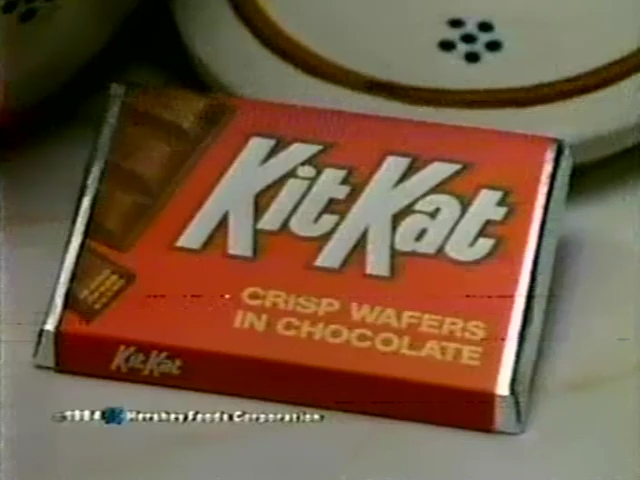 KitKat
CRISP WAFERS
IN CHOCOLATE
KitKat
©1984 Hershey Foods Corporation